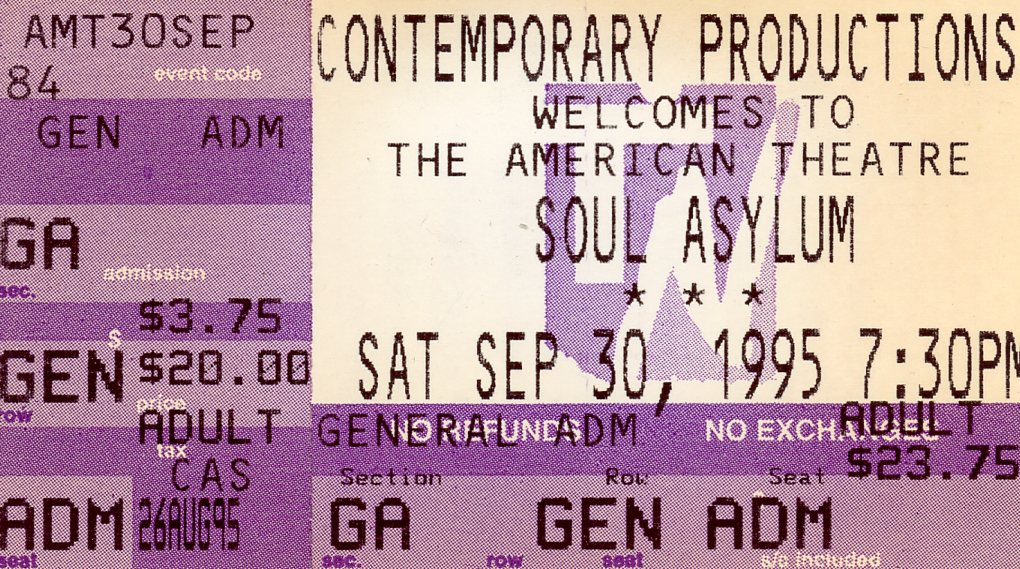 AMT30SEP
84
event code
GEN ADM
GA
admission
sec.
$3.75
$
GEN
$20.00
row
price
ADULT
tax
CAS
ADM
26AUG95
seat
CONTEMPORARY PRODUCTIONS
WELCOMES TO
THE AMERICAN THEATRE
SOUL ASYLUM
* * *
SAT SEP 30, 1995 7:30PM
GENERAL ADM
NO REFUNDS
NO EXCHANGES
ADULT
$23.75
Section Row Seat
GA GEN ADM
sec. row seat
s/c included